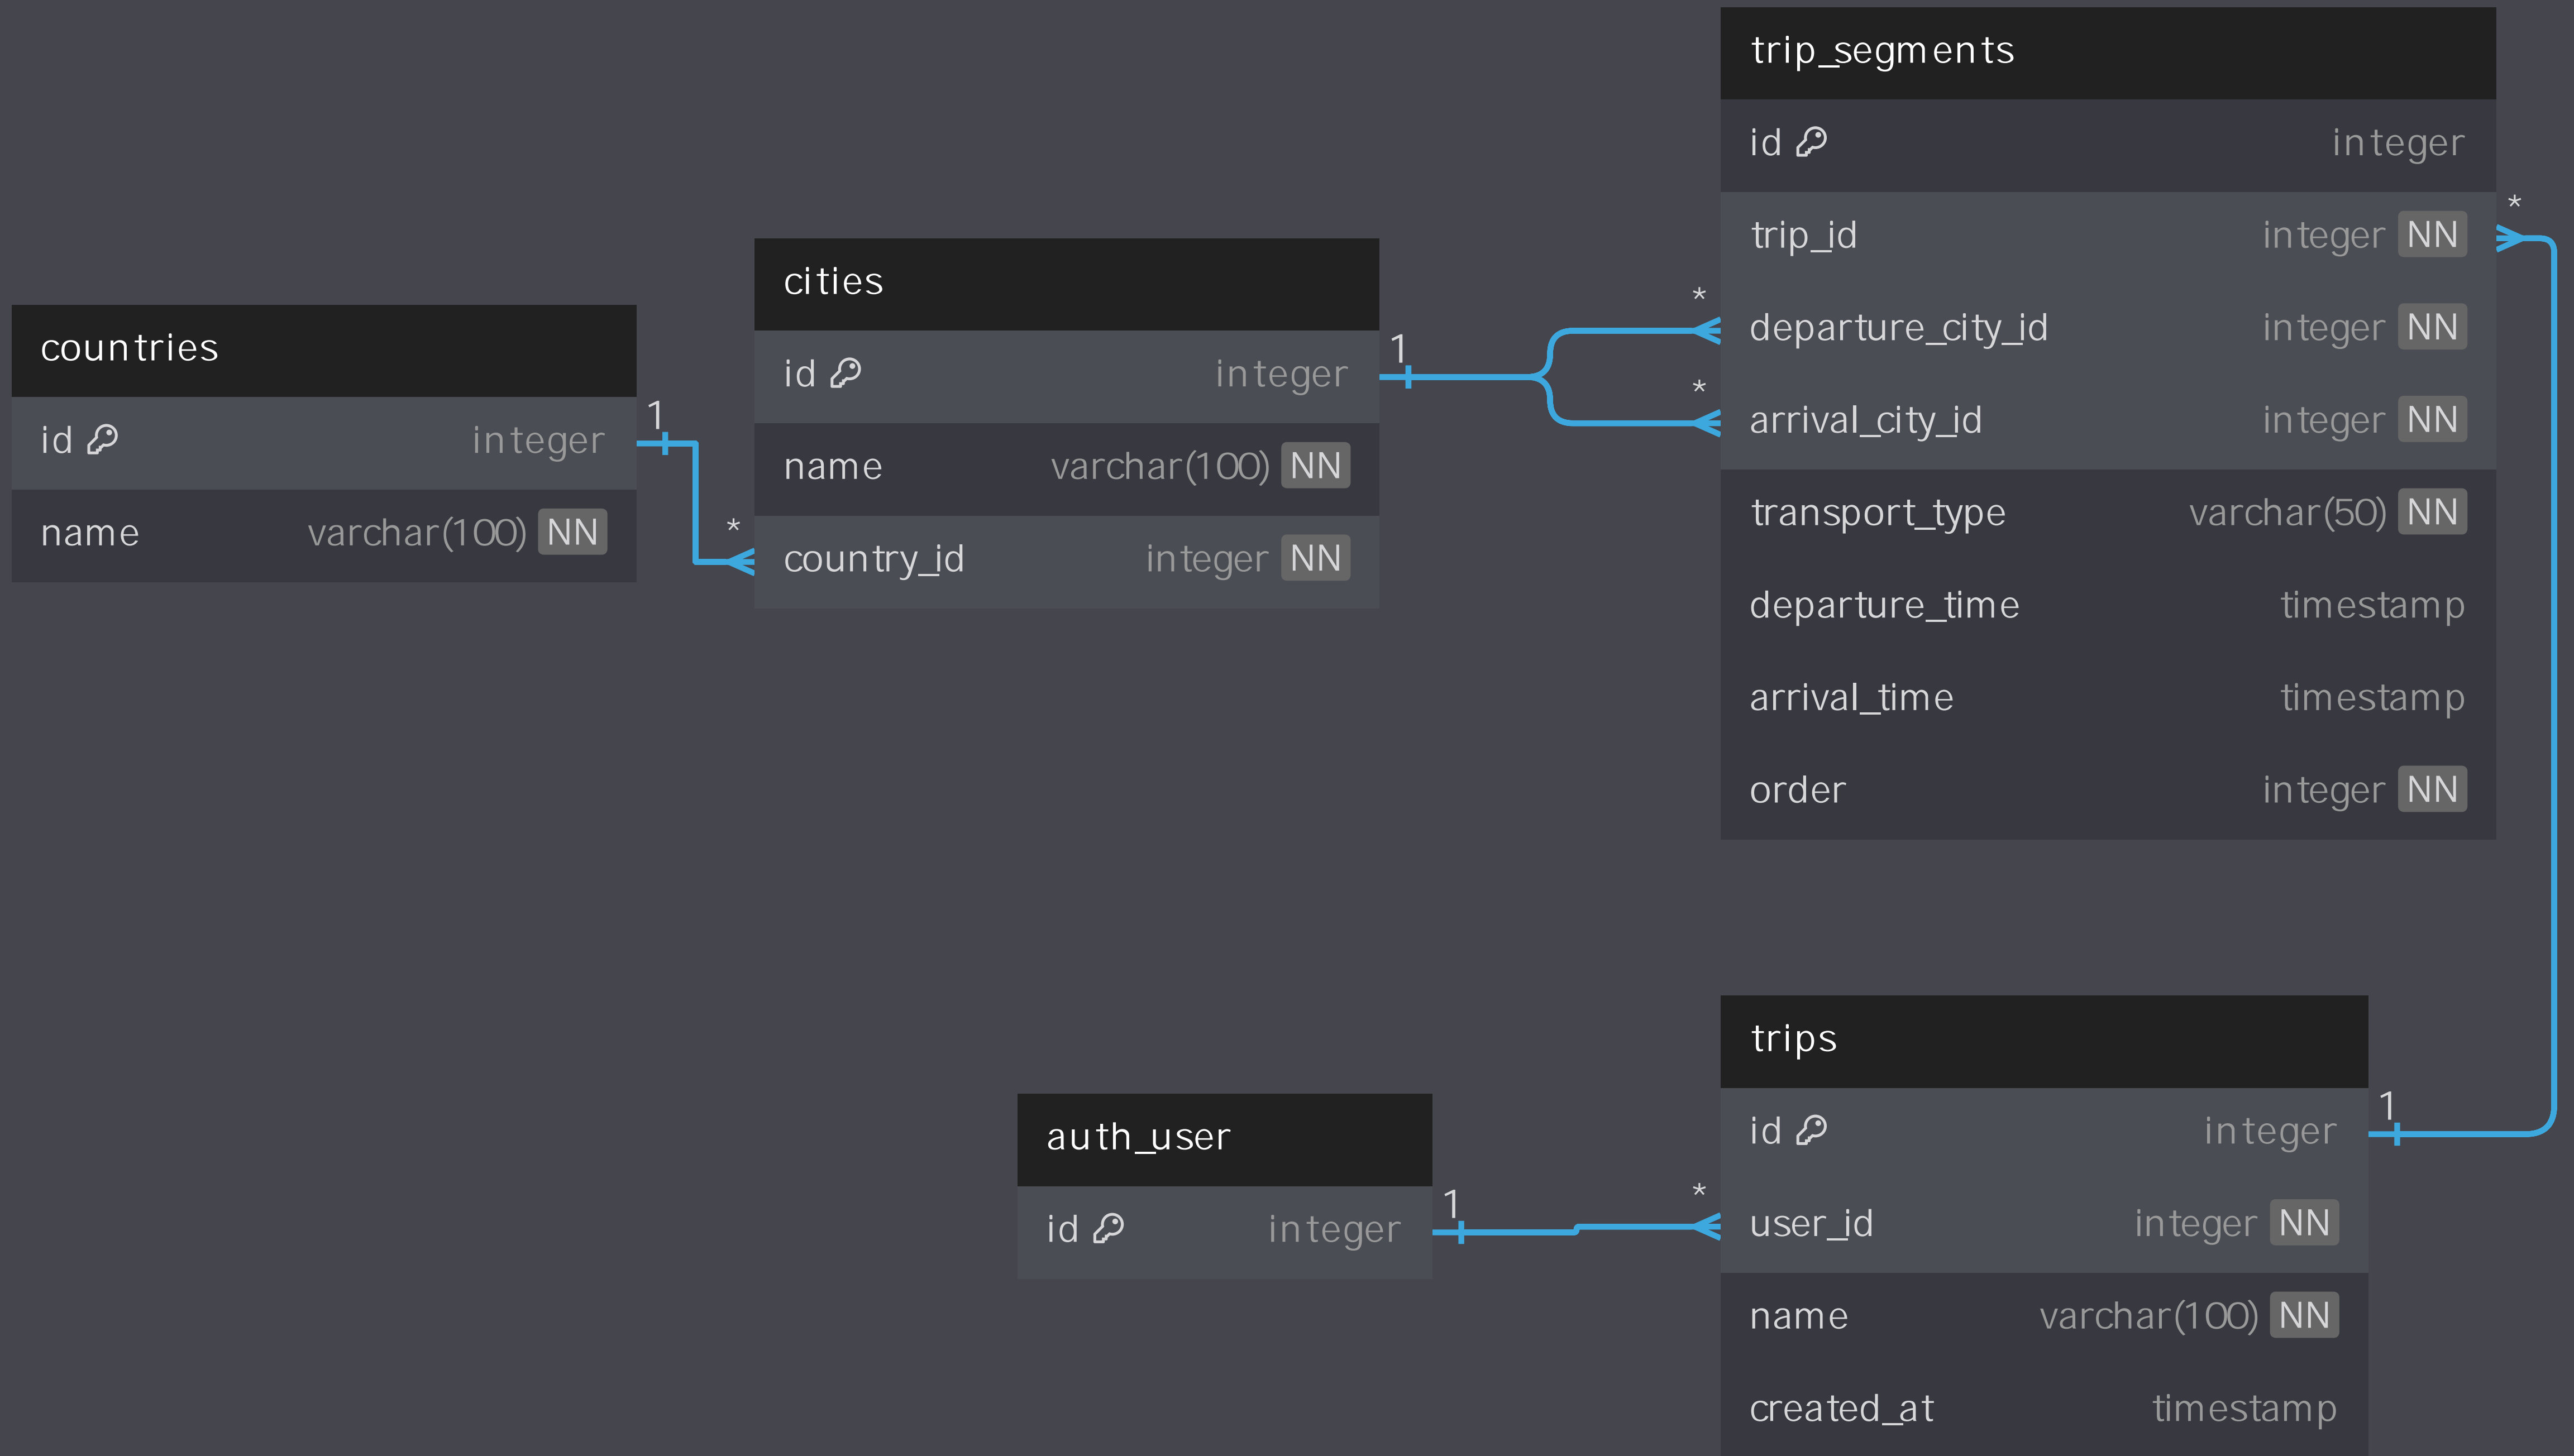 countries
id integer
name varchar(100) NN
1
*
cities
id integer
name varchar(100) NN
country_id integer NN
1
*
*
trip_segments
id integer
trip_id integer NN
departure_city_id integer NN
arrival_city_id integer NN
transport_type varchar(50) NN
departure_time timestamp
arrival_time timestamp
order integer NN
*
auth_user
id integer
1
*
trips
id integer
user_id integer NN
name varchar(100) NN
created_at timestamp
1